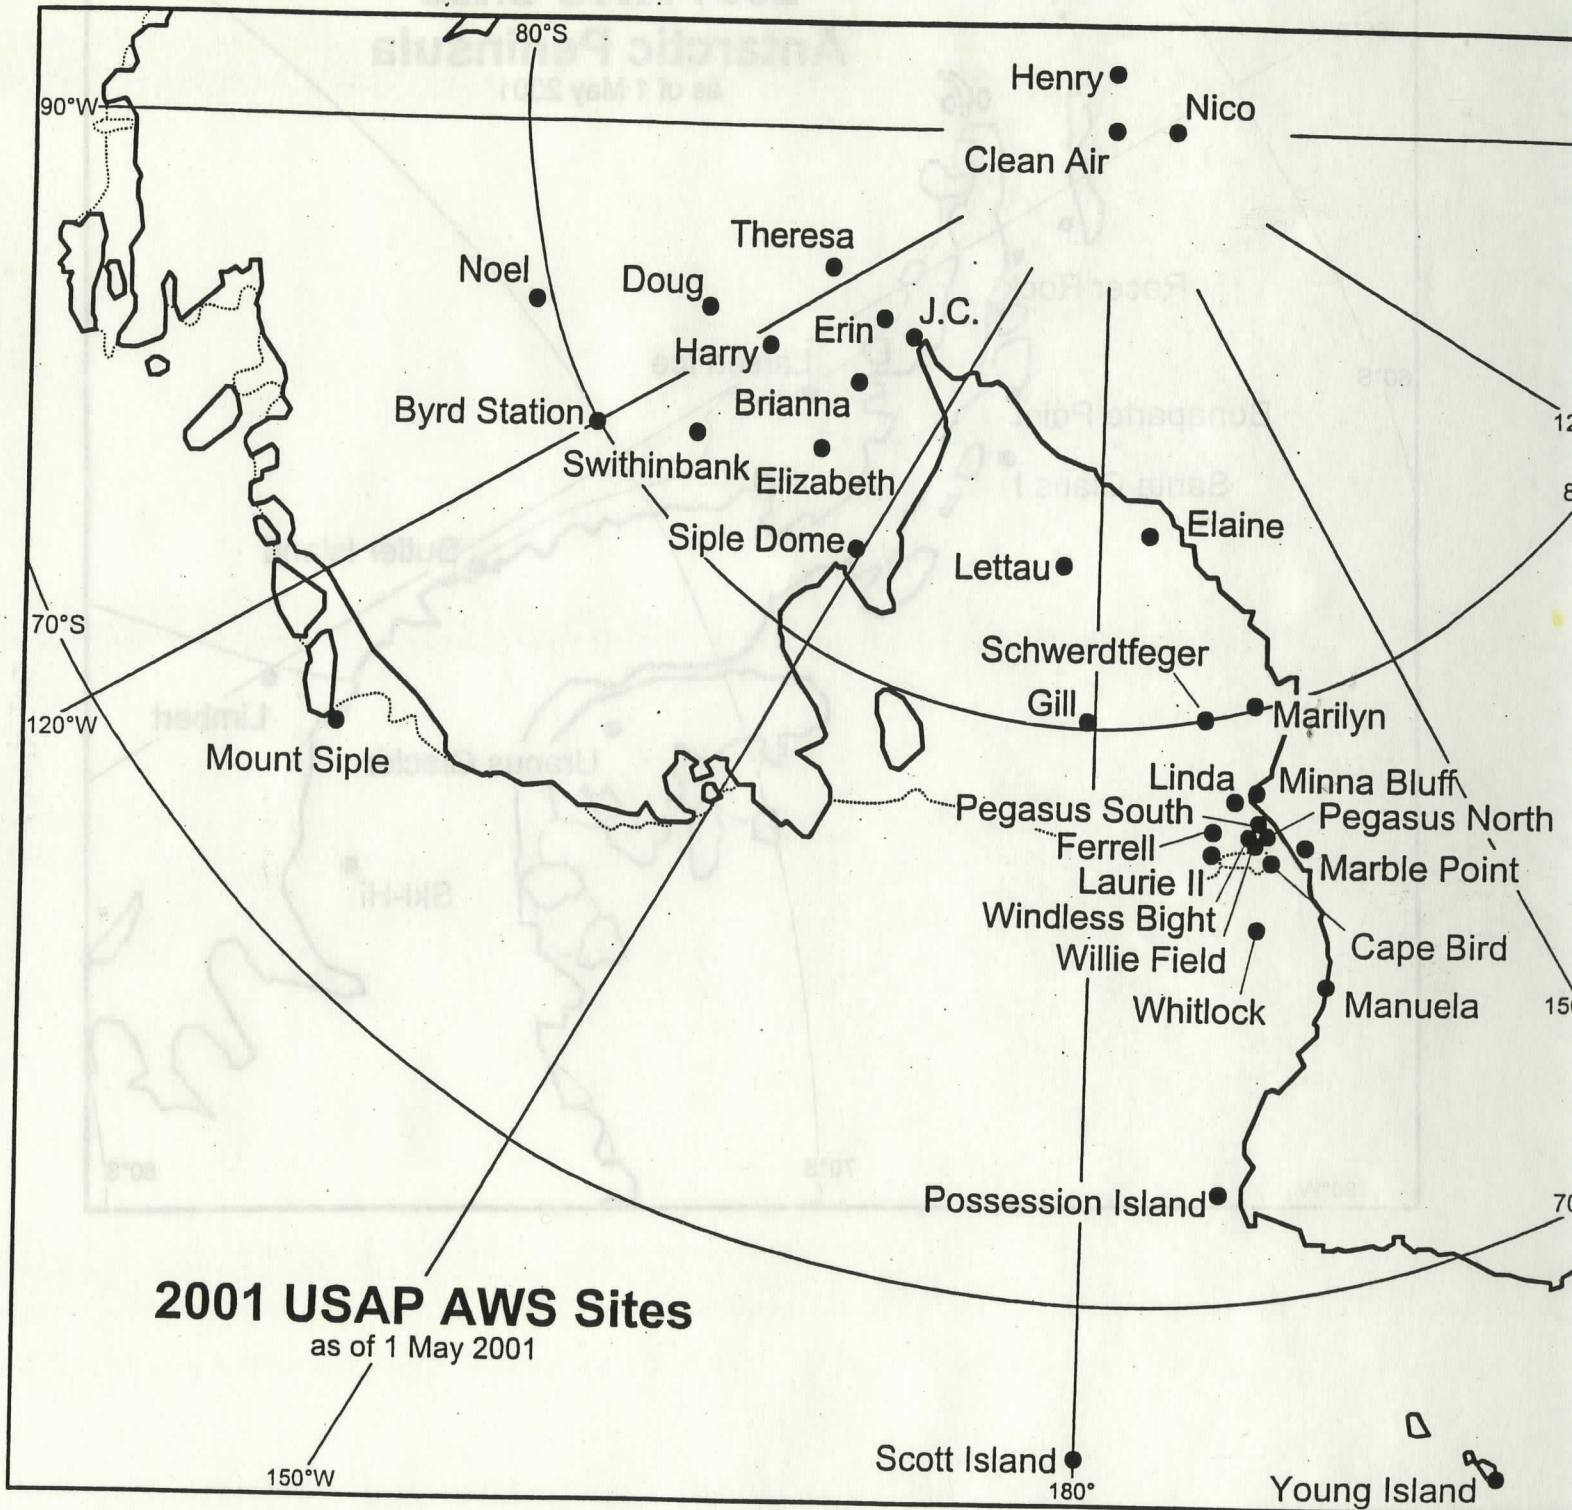 80°S
Henry
90°W
Nico
Clean Air
Theresa
Noel
Doug
Erin
J.C.
Harry
Byrd Station
Brianna
Swithinbank
Elizabeth
Siple Dome
Elaine
Lettau
70°S
Schwerdtfeger
120°W
Gill
Marilyn
Mount Siple
Linda
Minna Bluff
Pegasus South
Pegasus North
Ferrell
Marble Point
Laurie II
Windless Bight
Cape Bird
Willie Field
Whitlock
Manuela
Possession Island
2001 USAP AWS Sites
as of 1 May 2001
Scott Island
150°W
180°
Young Island